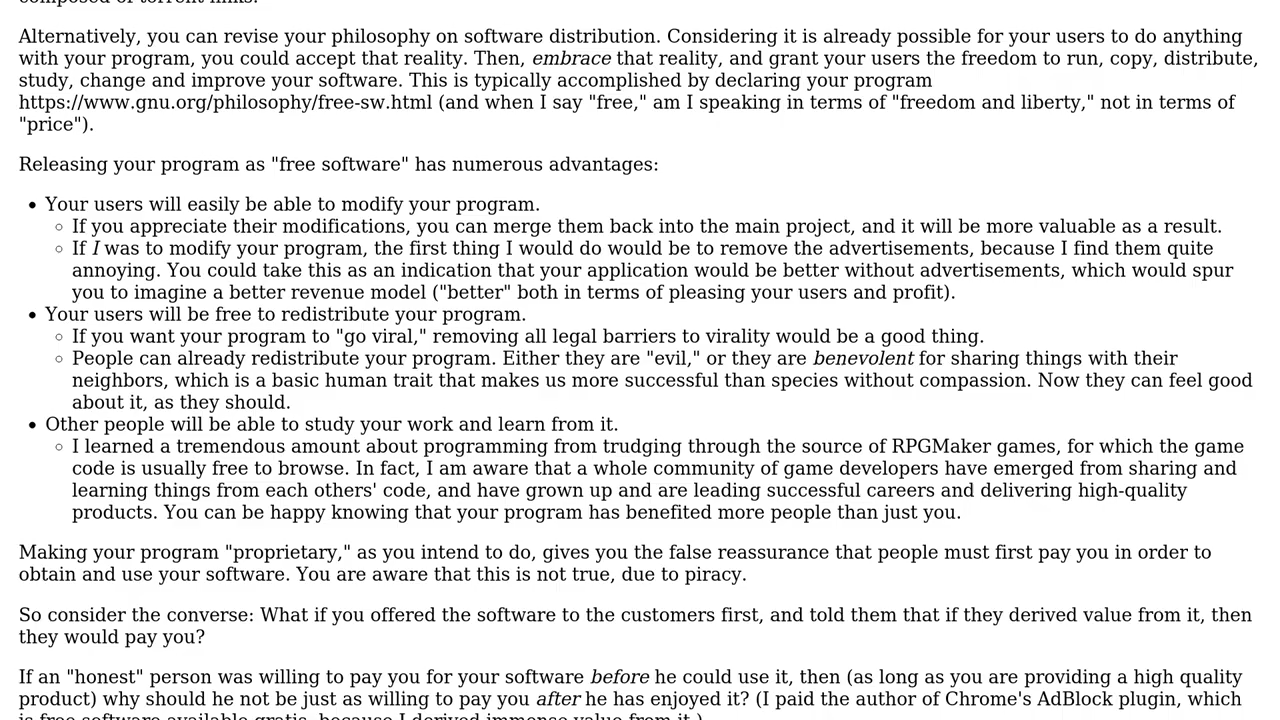 composed of torrent links.
Alternatively, you can revise your philosophy on software distribution. Considering it is already possible for your users to do anything
with your program, you could accept that reality. Then, embrace that reality, and grant your users the freedom to run, copy, distribute,
study, change and improve your software. This is typically accomplished by declaring your program
https://www.gnu.org/philosophy/free-sw.html (and when I say "free," am I speaking in terms of "freedom and liberty," not in terms of
"price").
Releasing your program as "free software" has numerous advantages:
• Your users will easily be able to modify your program.
◦ If you appreciate their modifications, you can merge them back into the main project, and it will be more valuable as a result.
◦ If I was to modify your program, the first thing I would do would be to remove the advertisements, because I find them quite
annoying. You could take this as an indication that your application would be better without advertisements, which would spur
you to imagine a better revenue model ("better" both in terms of pleasing your users and profit).
• Your users will be free to redistribute your program.
◦ If you want your program to "go viral," removing all legal barriers to virality would be a good thing.
◦ People can already redistribute your program. Either they are "evil," or they are benevolent for sharing things with their
neighbors, which is a basic human trait that makes us more successful than species without compassion. Now they can feel good
about it, as they should.
• Other people will be able to study your work and learn from it.
◦ I learned a tremendous amount about programming from trudging through the source of RPGMaker games, for which the game
code is usually free to browse. In fact, I am aware that a whole community of game developers have emerged from sharing and
learning things from each others' code, and have grown up and are leading successful careers and delivering high-quality
products. You can be happy knowing that your program has benefited more people than just you.
Making your program "proprietary," as you intend to do, gives you the false reassurance that people must first pay you in order to
obtain and use your software. You are aware that this is not true, due to piracy.
So consider the converse: What if you offered the software to the customers first, and told them that if they derived value from it, then
they would pay you?
If an "honest" person was willing to pay you for your software before he could use it, then (as long as you are providing a high quality
product) why should he not be just as willing to pay you after he has enjoyed it? (I paid the author of Chrome's AdBlock plugin, which
is free software available gratis, because I derived immense value from it.)